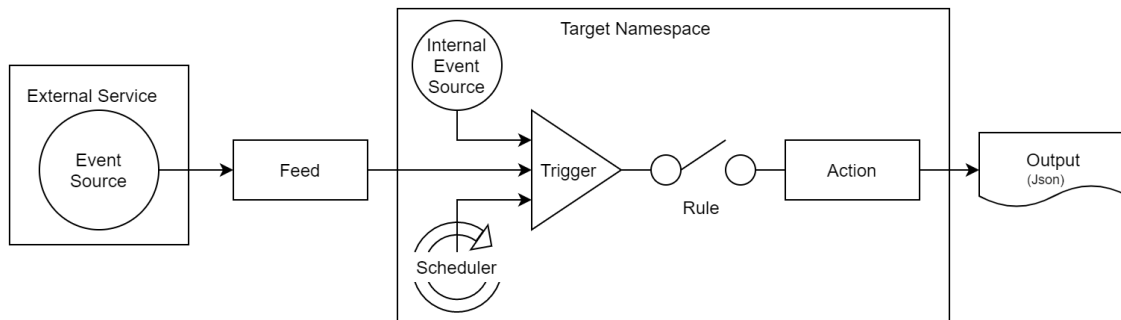 Target Namespace
Internal
Event
Source
External Service
Event
Source
Feed
Trigger
Rule
Action
Output
(Json)
Scheduler